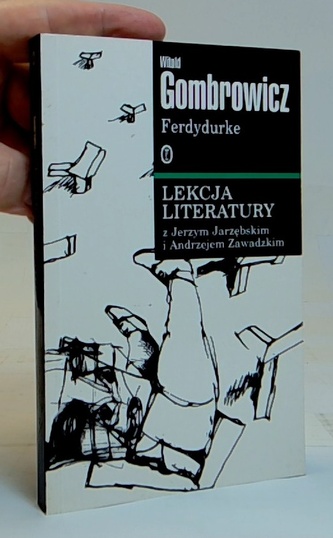 Witold
Gombrowicz
Ferdydurke
LEKCJA
LITERATURY
z Jerzym Jarzębskim
i Andrzejem Zawadzkim